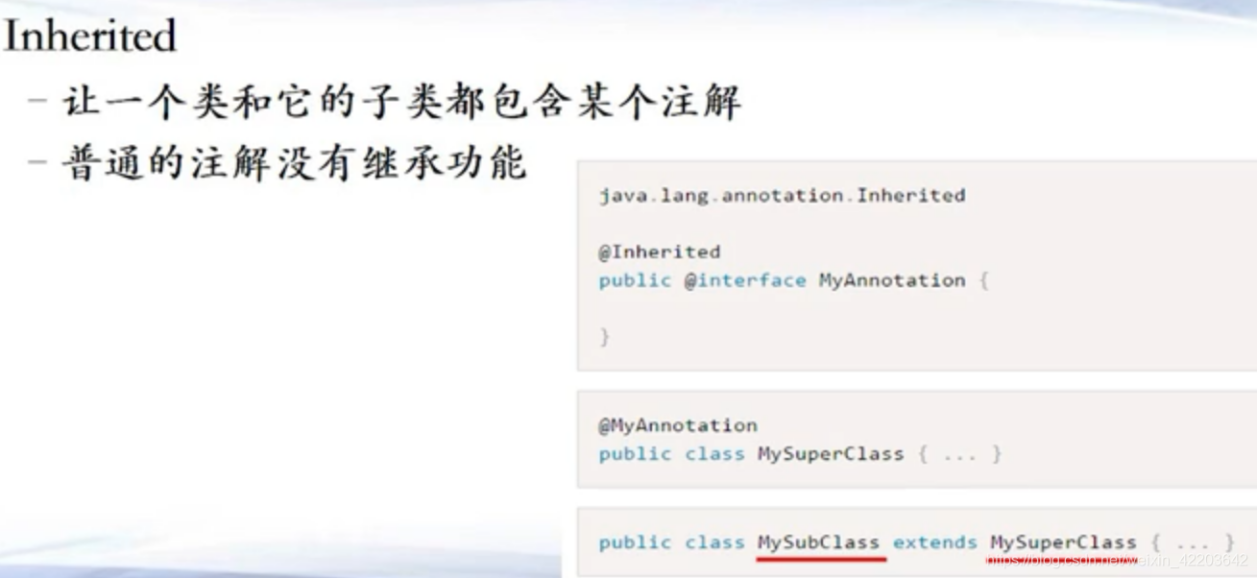 Inherited
– 让一个类和它的子类都包含某个注解
– 普通的注解没有继承功能
java.lang.annotation.Inherited
@Inherited
public @interface MyAnnotation {
}
@MyAnnotation
public class MySuperClass { ... }
public class MySubClass extends MySuperClass { ... }
https://blog.csdn.net/weixin_42203642